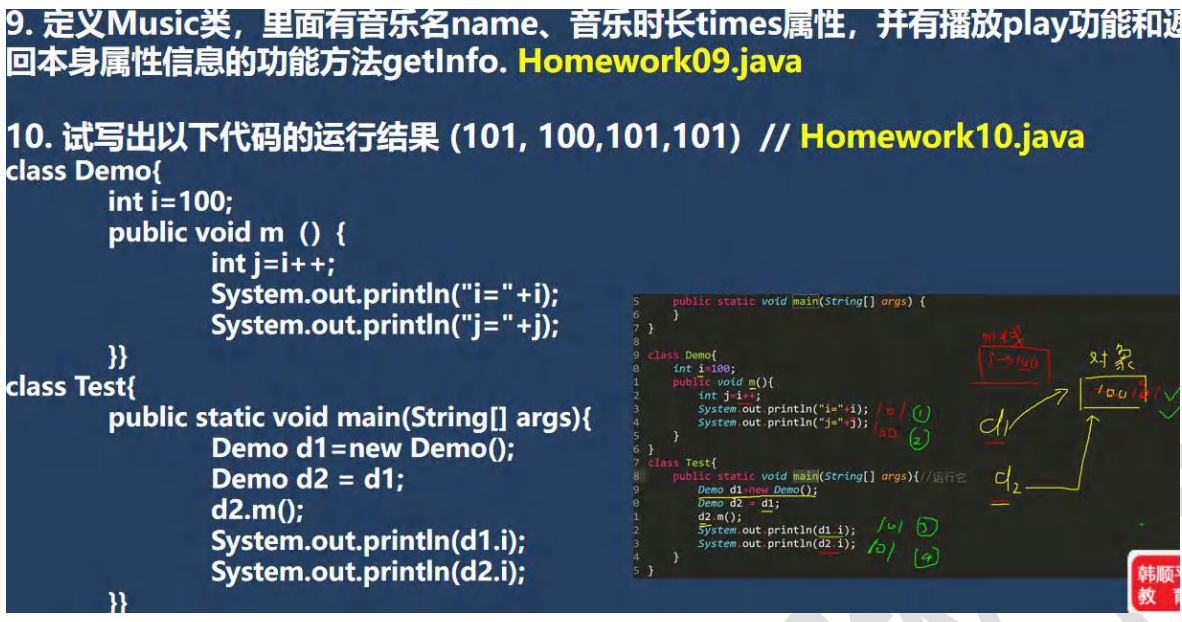 9. 定义Music类，里面有音乐名name、音乐时长times属性，并有播放play功能和返
回本身属性信息的功能方法getInfo. Homework09.java
10. 试写出以下代码的运行结果 (101, 100,101,101) // Homework10.java
class Demo{
int i=100;
public void m () {
int j=i++;
System.out.println("i="+i);
System.out.println("j="+j);
}}
class Test{
public static void main(String[] args){
Demo d1=new Demo();
Demo d2 = d1;
d2.m();
System.out.println(d1.i);
System.out.println(d2.i);
}}
5 public static void main(String[] args) {
6 }
7 }
8
9 class Demo{
0 int i=100;
1 public void m(){
2 int j=i++;
3 System.out.println("i="+i); 101 ①
4 System.out.println("j="+j); 100 ②
5 }
6 }
7 class Test{
8 public static void main(String[] args){//运行它
9 Demo d1=new Demo();
0 Demo d2 = d1;
1 d2.m();
2 System.out.println(d1.i); 101 ③
3 System.out.println(d2.i); 101 ④
4 }
5 }
j→100
对象
100 101
d1
d2
韩顺平
教 育